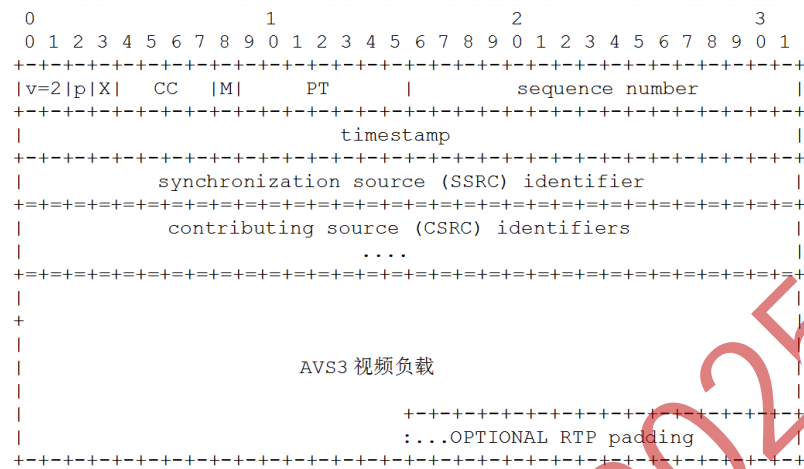 0                   1                   2                   3
 0 1 2 3 4 5 6 7 8 9 0 1 2 3 4 5 6 7 8 9 0 1 2 3 4 5 6 7 8 9 0 1
+-+-+-+-+-+-+-+-+-+-+-+-+-+-+-+-+-+-+-+-+-+-+-+-+-+-+-+-+-+-+-+-+
|v=2|p|X|  CC   |M|     PT      |        sequence number        |
+-+-+-+-+-+-+-+-+-+-+-+-+-+-+-+-+-+-+-+-+-+-+-+-+-+-+-+-+-+-+-+-+
|                          timestamp                            |
+-+-+-+-+-+-+-+-+-+-+-+-+-+-+-+-+-+-+-+-+-+-+-+-+-+-+-+-+-+-+-+-+
|           synchronization source (SSRC) identifier            |
+=+=+=+=+=+=+=+=+=+=+=+=+=+=+=+=+=+=+=+=+=+=+=+=+=+=+=+=+=+=+=+=+
|            contributing source (CSRC) identifiers             |
|                            ....                               |
+=+=+=+=+=+=+=+=+=+=+=+=+=+=+=+=+=+=+=+=+=+=+=+=+=+=+=+=+=+=+=+=+
|                                                               |
+                                                               |
|                                                               |
|                       AVS3 视频负载                            |
|                                                               |
|                               +-+-+-+-+-+-+-+-+-+-+-+-+-+-+-+-+
|                               :...OPTIONAL RTP padding        |
+-+-+-+-+-+-+-+-+-+-+-+-+-+-+-+-+-+-+-+-+-+-+-+-+-+-+-+-+-+-+-+-+
2025